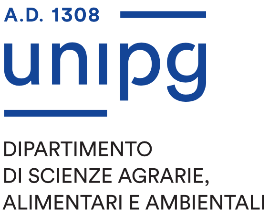 A.D. 1308
unipg
DIPARTIMENTO
DI SCIENZE AGRARIE,
ALIMENTARI E AMBIENTALI